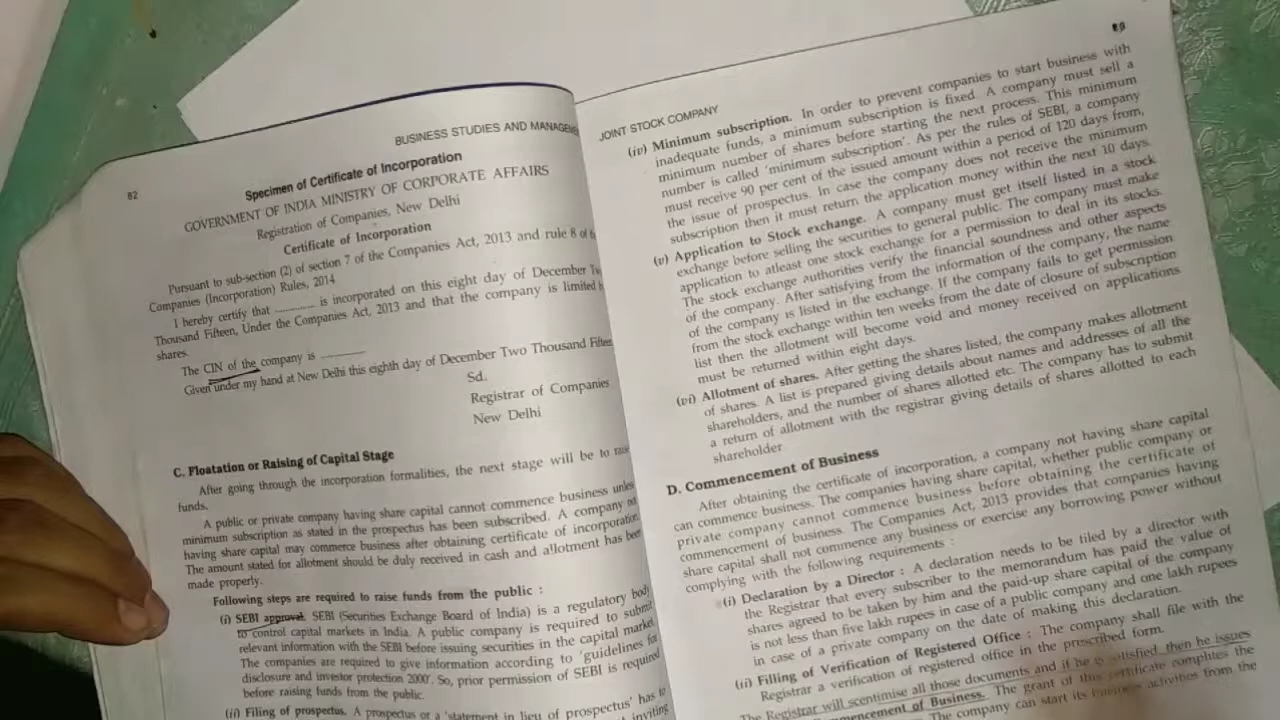 82
BUSINESS STUDIES AND
Specimen of Certificate of Incorporation
GOVERNMENT OF INDIA MINISTRY OF CORPORATE AFFAIRS
Registration of Companies, New Delhi
Certificate of Incorporation
Pursuant to sub-section (2) of section 7 of the Companies Act, 2013 and rule 8 of
Companies (Incorporation) Rules, 2014
I hereby certify that ............ is incorporated on this eight day of December
Thousand Fifteen, Under the Companies Act, 2013 and that the company is limited
shares.
The CIN of the company is
Given under my hand at New Delhi this eighth day of December Two Thousand
Sd.
Registrar of Companies
New Delhi
C. Floatation or Raising of Capital Stage
After going through the incorporation formalities, the next stage will be to
funds.
A public or private company having share capital cannot commence business
minimum subscription as stated in the prospectus has been subscribed. A company
having share capital may commerce business after obtaining certificate of incorporation
The amount stated for allotment should be duly received in cash and allotment has
made properly.
Following steps are required to raise funds from the public :
(i) SEBI approval. SEBI (Securities Exchange Board of India) is a regulatory body
to control capital markets in India. A public company is required to submit
relevant information with the SEBI before issuing securities in the capital market.
The companies are required to give information according to 'guidelines for
disclosure and investor protection 2000'. So, prior permission of SEBI is required
before raising funds from the public.
(ii) Filing of prospectus. A prospectus or a 'statement in lieu of prospectus' has to
inviting
JOINT STOCK COMPANY
(iv) Minimum subscription. In order to prevent companies to start business with
inadequate funds, a minimum subscription is fixed. A company must sell a
minimum number of shares before starting the next process. This minimum
number is called 'minimum subscription'. As per the rules of SEBI, a company
must receive 90 per cent of the issued amount within a period of 120 days from,
the issue of prospectus. In case the company does not receive the minimum
subscription then it must return the application money within the next 10 days.
(v) Application to Stock exchange. A company must get itself listed in a stock
exchange before selling the securities to general public. The company must make
application to atleast one stock exchange for a permission to deal in its stocks.
The stock exchange authorities verify the financial soundness and other aspects
of the company. After satisfying from the information of the company, the name
of the company is listed in the exchange. If the company fails to get permission
from the stock exchange within ten weeks from the date of closure of subscription
list then the allotment will become void and money received on applications
must be returned within eight days.
(vi) Allotment of shares. After getting the shares listed, the company makes allotment
of shares. A list is prepared giving details about names and addresses of all the
shareholders, and the number of shares allotted etc. The company has to submit
a return of allotment with the registrar giving details of shares allotted to each
shareholder
D. Commencement of Business
After obtaining the certificate of incorporation, a company not having share capital
can commence business. The companies having share capital, whether public company or
private company cannot commence business before obtaining the certificate of
commencement of business. The Companies Act, 2013 provides that companies having
share capital shall not commence any business or exercise any borrowing power without
complying with the following requirements :
(i) Declaration by a Director : A declaration needs to be tiled by a director with
the Registrar that every subscriber to the memorandum has paid the value of
shares agreed to be taken by him and the paid-up share capital of the company
is not less than five lakh rupees in case of a public company and one lakh rupees
in case of a private company on the date of making this declaration.
(ii) Filling of Verification of Registered Office : The company shall file with the
Registrar a verification of registered office in the prescribed form.
The Registrar will scentimise all those documents and if he is satisfied, then he issues
Commencement of Business. The grant of this certificate complites the
The company can start its business activities from the